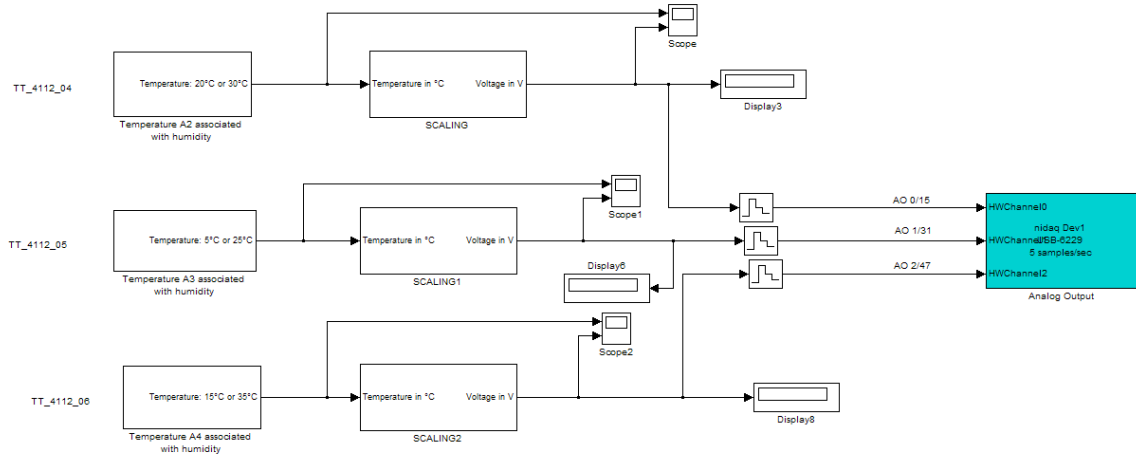 Scope
TT_4112_04
Temperature: 20°C or 30°C
Temperature in °C
Voltage in V
Display3
Temperature A2 associated
with humidity
SCALING
Scope1
AO 0/15
HWChannel0
nidaq Dev1
TT_4112_05
Temperature: 5°C or 25°C
Temperature in °C
Voltage in V
AO 1/31
5 samples/sec
Display6
AO 2/47
HWChannel2
Temperature A3 associated
with humidity
SCALING1
Analog Output
Scope2
TT_4112_06
Temperature: 15°C or 35°C
Temperature in °C
Voltage in V
Display8
Temperature A4 associated
with humidity
SCALING2